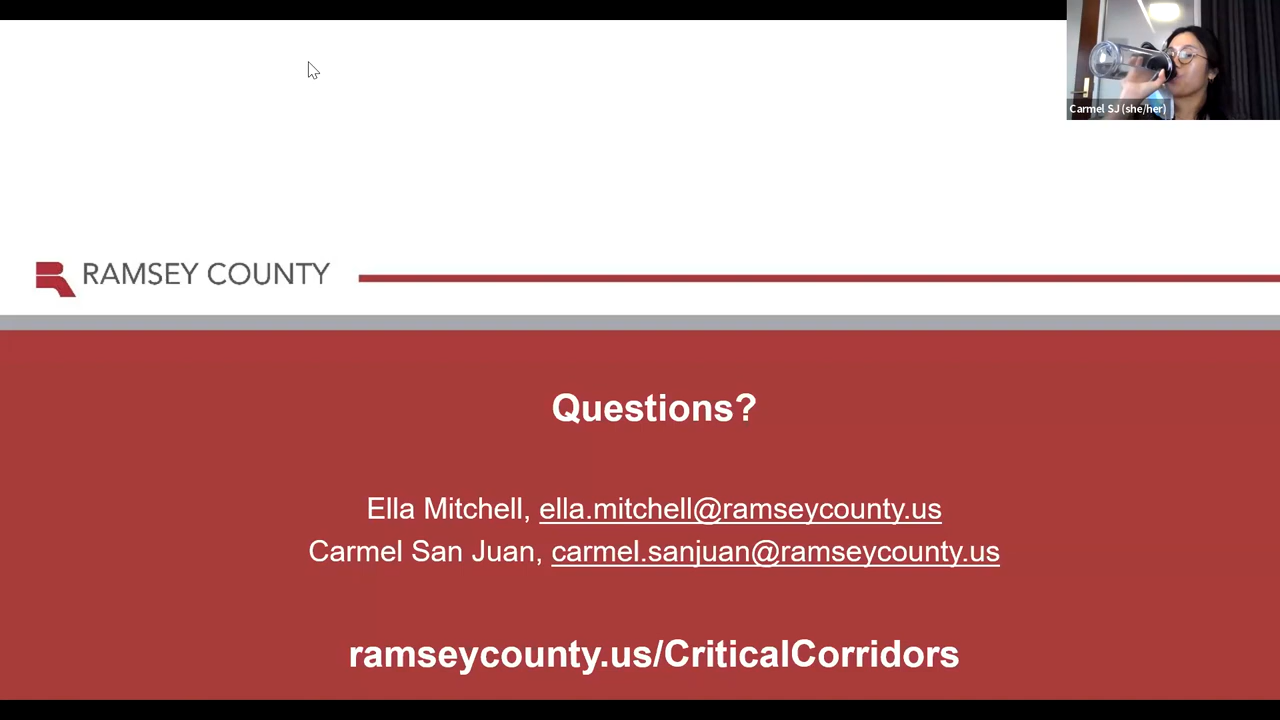 Carmel SJ (she/her)
RAMSEY COUNTY
Questions?
Ella Mitchell, ella.mitchell@ramseycounty.us
Carmel San Juan, carmel.sanjuan@ramseycounty.us
ramseycounty.us/CriticalCorridors